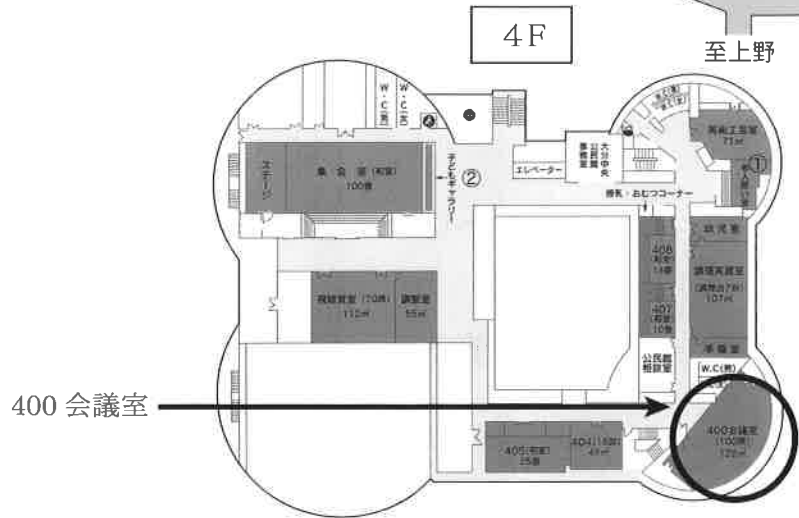 4F
至上野
W・C(男)
W・C(女)
W.C(男)
W.C(女)
美術工芸室
71㎡
①
ステージ
集会室(和室)
100畳
子どもギャラリー
②
エレベーター
大分中央
公民館
事務室
授乳・おむつコーナー
幼児室
408
(和室)
407
(和室)
10畳
調理実習室
107㎡
視聴覚室(70席)
112㎡
調整室
55㎡
公民館
相談室
準備室
W.C(男)
400 会議室
400会議室
(100席)
405(和室)
25畳
404(18席)